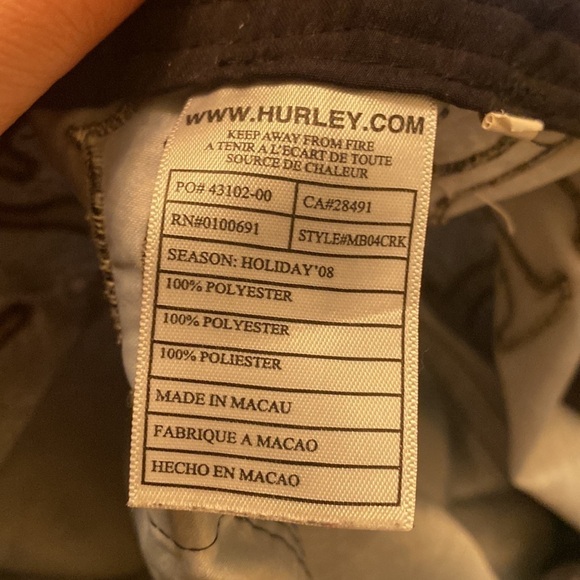 WWW.HURLEY.COM
KEEP AWAY FROM FIRE
A TENIR A L'ECART DE TOUTE
SOURCE DE CHALEUR
PO# 43102-00
CA#28491
RN#0100691
STYLE#MB04CRK
SEASON: HOLIDAY'08
100% POLYESTER
100% POLYESTER
100% POLIESTER
MADE IN MACAU
FABRIQUE A MACAO
HECHO EN MACAO